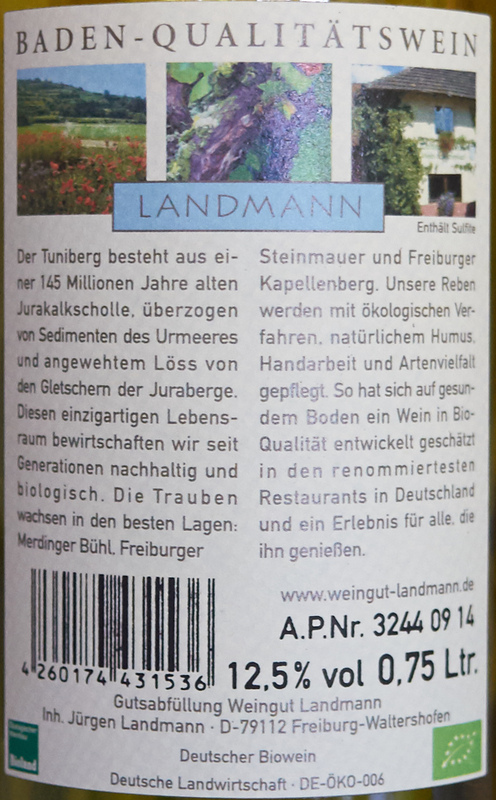 BADEN-QUALITÄTSWEIN
LANDMANN
Enthält Sulfite
Der Tuniberg besteht aus ei-
ner 145 Millionen Jahre alten
Jurakalkscholle, überzogen
von Sedimenten des Urmeeres
und angewehtem Löss von
den Gletschern der Juraberge.
Diesen einzigartigen Lebens-
raum bewirtschaften wir seit
Generationen nachhaltig und
biologisch. Die Trauben
wachsen in den besten Lagen:
Merdinger Bühl, Freiburger
Steinmauer und Freiburger
Kapellenberg. Unsere Reben
werden mit ökologischen Ver-
fahren, natürlichem Humus,
Handarbeit und Artenvielfalt
gepflegt. So hat sich auf gesun-
dem Boden ein Wein in Bio-
Qualität entwickelt geschätzt
in den renommiertesten
Restaurants in Deutschland
und ein Erlebnis für alle, die
ihn genießen.
www.weingut-landmann.de
A.P.Nr. 3244 09 14
4 260174 431536
12,5% vol 0,75 Ltr.
Gutsabfüllung Weingut Landmann
Inh. Jürgen Landmann · D-79112 Freiburg-Waltershofen
Bioland
Deutscher Biowein
Deutsche Landwirtschaft · DE-ÖKO-006